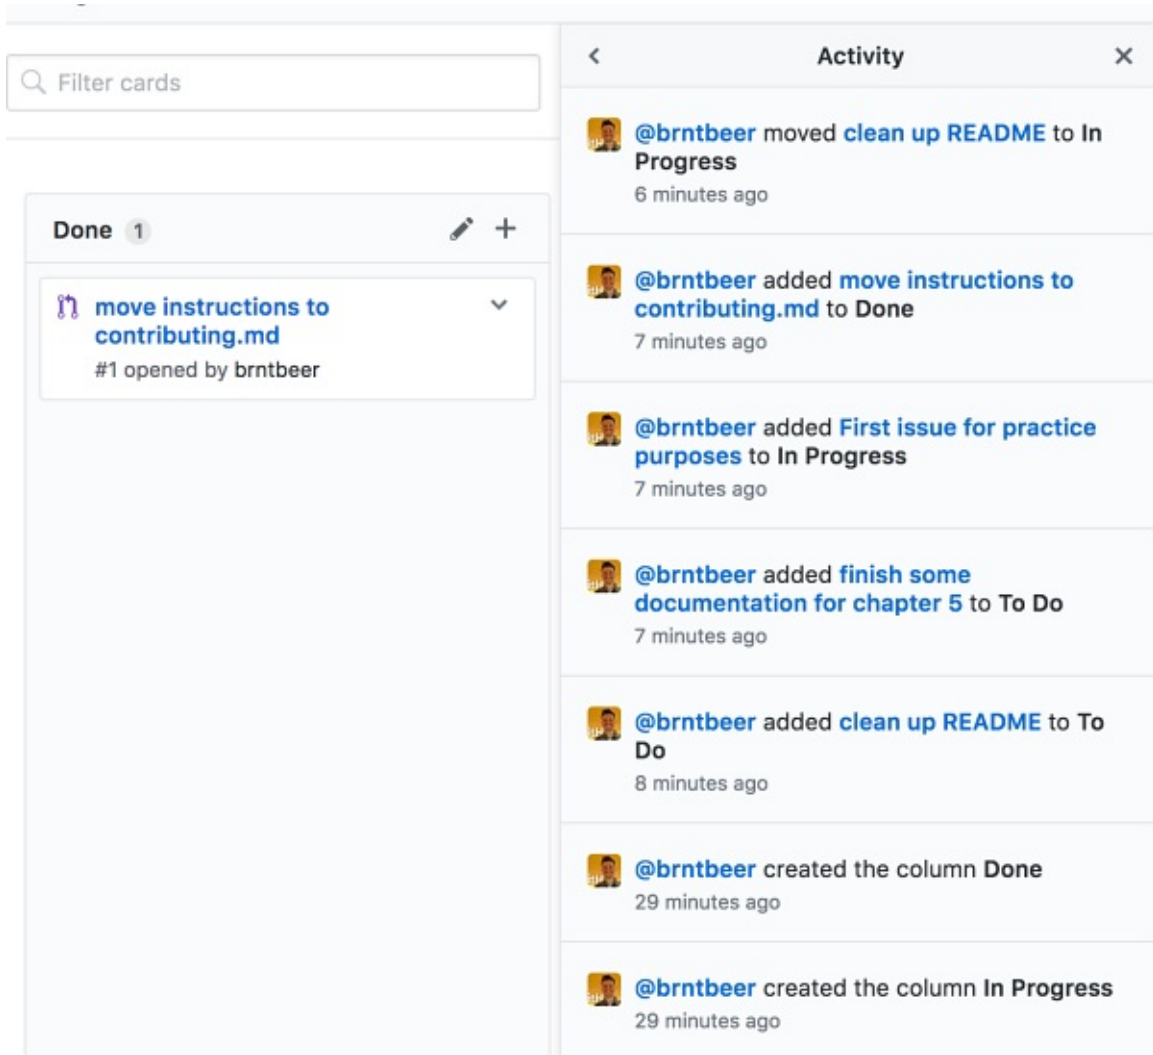 Filter cards
Done 1
move instructions to
contributing.md
#1 opened by brntbeer
Activity
@brntbeer moved clean up README to In
Progress
6 minutes ago
@brntbeer added move instructions to
contributing.md to Done
7 minutes ago
@brntbeer added First issue for practice
purposes to In Progress
7 minutes ago
@brntbeer added finish some
documentation for chapter 5 to To Do
7 minutes ago
@brntbeer added clean up README to To
Do
8 minutes ago
@brntbeer created the column Done
29 minutes ago
@brntbeer created the column In Progress
29 minutes ago